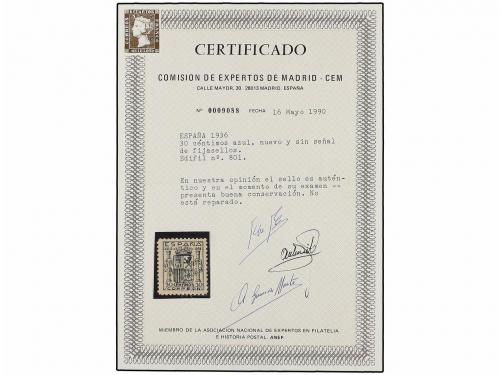 CERTIFICADO
COMISION DE EXPERTOS DE MADRID - CEM
CALLE MAYOR, 30. 28013 MADRID. ESPAÑA
Nº 0009088 FECHA 16 Mayo 1990
ESPAÑA 1936
30 céntimos azul, nuevo y sin señal
de fijasellos.
Edifil nº. 801.
En nuestra opinión el sello es autén-
tico y en el momento de su examen --
presenta buena conservación. No
está reparado.
ESPAÑA
MIEMBRO DE LA ASOCIACION NACIONAL DE EXPERTOS EN FILATELIA
E HISTORIA POSTAL. ANEF